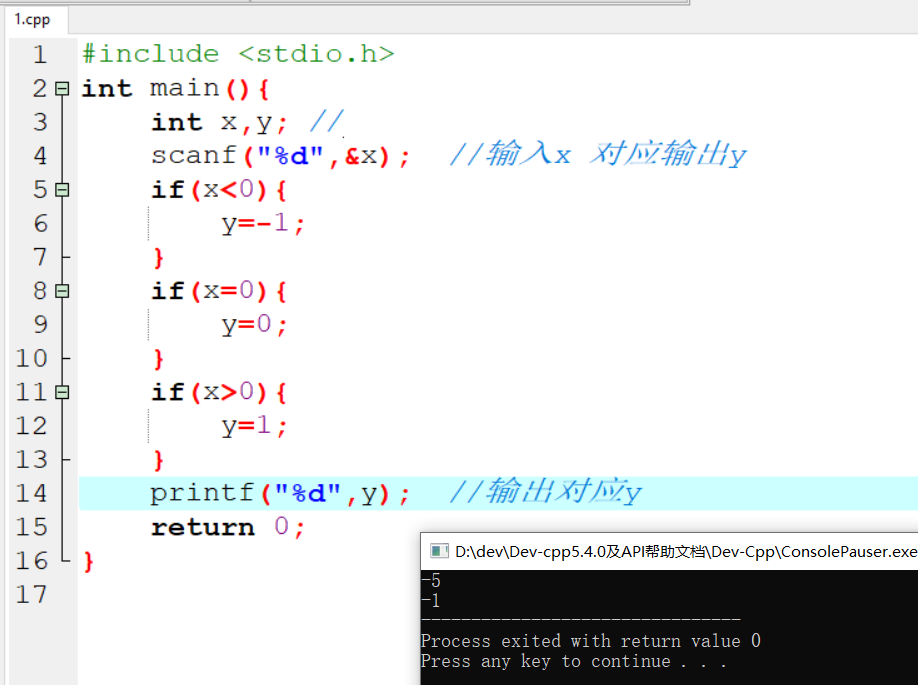 1.cpp
1 #include <stdio.h>
2 int main(){
3 int x,y; //
4 scanf("%d",&x); //输入x 对应输出y
5 if(x<0){
6 y=-1;
7 }
8 if(x=0){
9 y=0;
10 }
11 if(x>0){
12 y=1;
13 }
14 printf("%d",y); //输出对应y
15 return 0;
16 }
17
D:\dev\Dev-cpp5.4.0及API帮助文档\Dev-Cpp\ConsolePauser.exe
-5
-1
--------------------------------
Process exited with return value 0
Press any key to continue . . .